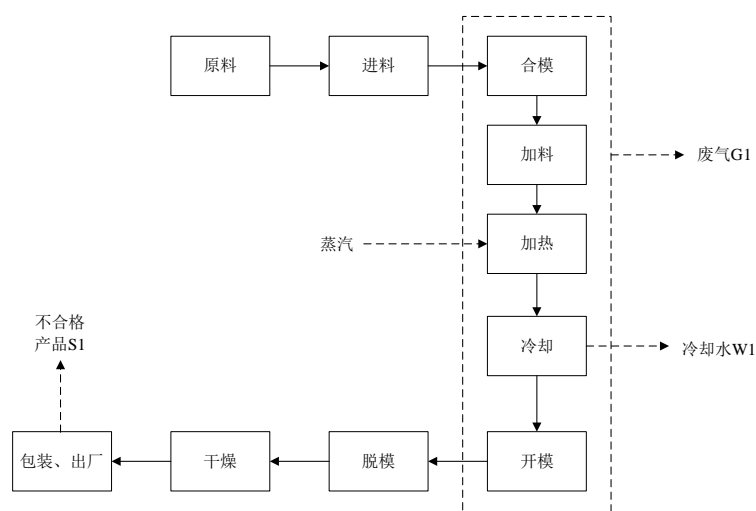 原料
进料
合模
加料
废气G1
蒸汽
加热
不合格
产品S1
冷却
冷却水W1
包装、出厂
干燥
脱模
开模